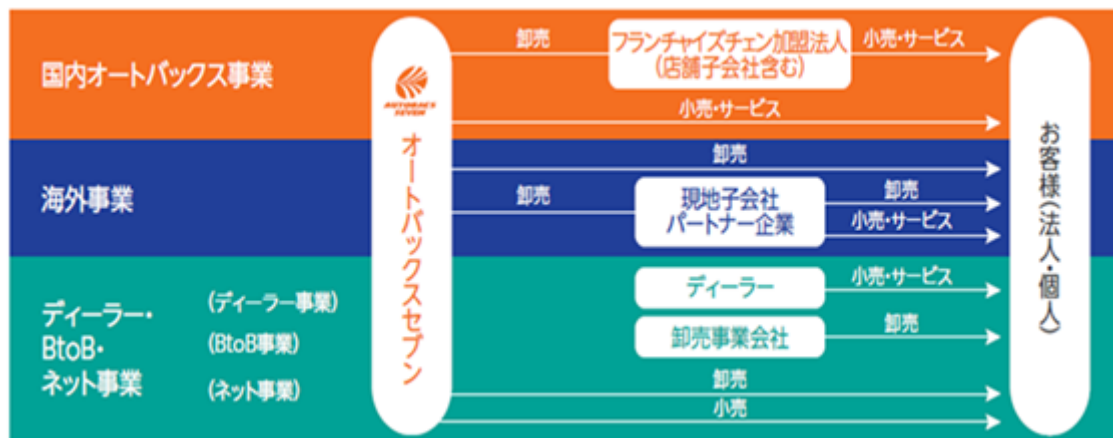 国内オートバックス事業
卸売
フランチャイズチェン加盟法人
(店舗子会社含む)
小売・サービス
小売・サービス
海外事業
卸売
卸売
現地子会社
パートナー企業
卸売
小売・サービス
ディーラー・
BtoB・
ネット事業
(ディーラー事業)
(BtoB事業)
(ネット事業)
ディーラー
小売・サービス
卸売事業会社
卸売
卸売
小売
AUTOBACS
SEVEN
オートバックスセブン
お客様(法人・個人)